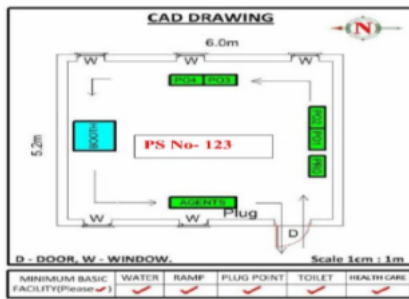 CAD DRAWING
6.0m
N
W W W
PO4 PO3
5.2m
BOOTH
PS No- 123
PO2
PO1
PRO
AGENTS
Plug
W W
D
D - DOOR, W - WINDOW.
Scale 1cm : 1m
MINIMUM BASIC FACILITY(Please ✓)
WATER
RAMP
PLUG POINT
TOILET
HEALTH CARE